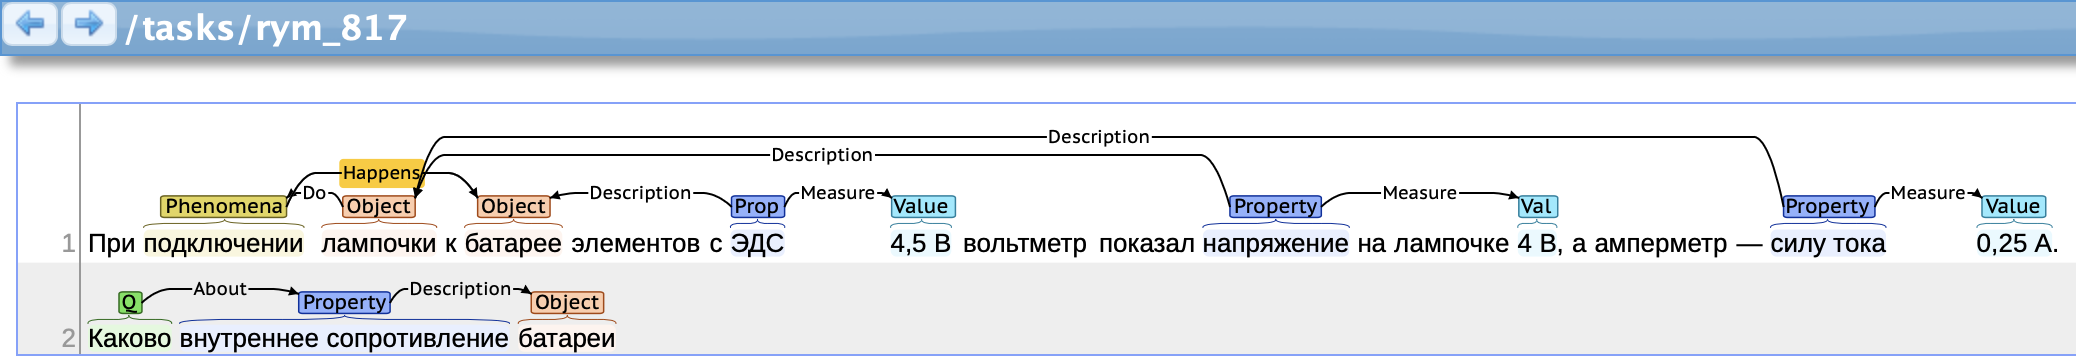 /tasks/rym_817
Description
Description
Happens Do Description Measure Measure Measure
Phenomena Object Object Prop Value Property Val Property Value
1 При подключении лампочки к батарее элементов с ЭДС 4,5 В вольтметр показал напряжение на лампочке 4 В, а амперметр — силу тока 0,25 А.
About Description
Q Property Object
2 Каково внутреннее сопротивление батареи